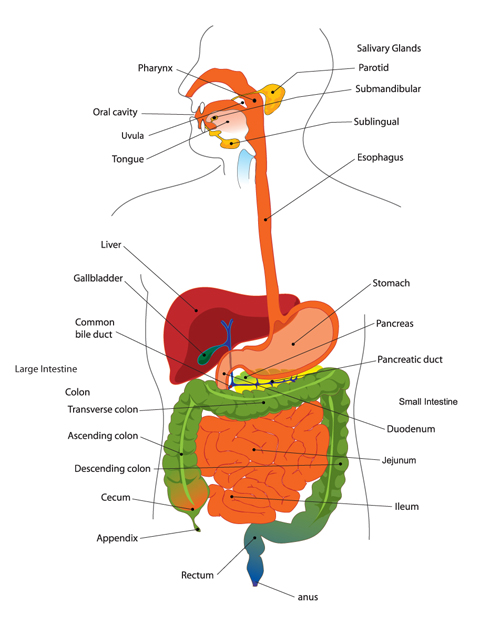 Salivary Glands
Pharynx
Parotid
Submandibular
Oral cavity
Sublingual
Uvula
Tongue
Esophagus
Liver
Gallbladder
Stomach
Common
bile duct
Pancreas
Pancreatic duct
Large Intestine
Colon
Small Intestine
Transverse colon
Duodenum
Ascending colon
Jejunum
Descending colon
Cecum
Ileum
Appendix
Rectum
anus